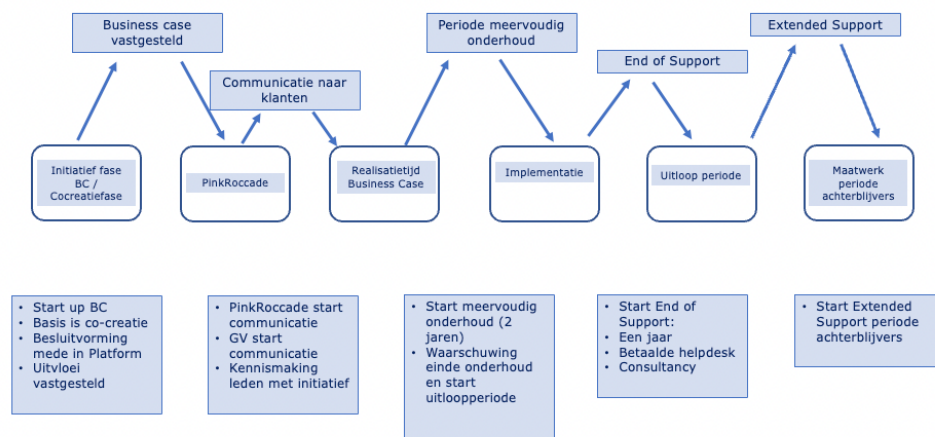 Business case
vastgesteld
Communicatie naar
klanten
Periode meervoudig
onderhoud
End of Support
Extended Support
Initiatief fase
BC /
Cocreatiefase
PinkRoccade
Realisatietijd
Business Case
Implementatie
Uitloop periode
Maatwerk
periode
achterblijvers
• Start up BC
• Basis is co-creatie
• Besluitvorming
mede in Platform
• Uitvloei
vastgesteld
• PinkRoccade start
communicatie
• GV start
communicatie
• Kennismaking
leden met initiatief
• Start meervoudig
onderhoud (2
jaren)
• Waarschuwing
einde onderhoud
en start
uitloopperiode
• Start End of
Support:
• Een jaar
• Betaalde helpdesk
• Consultancy
• Start Extended
Support periode
achterblijvers